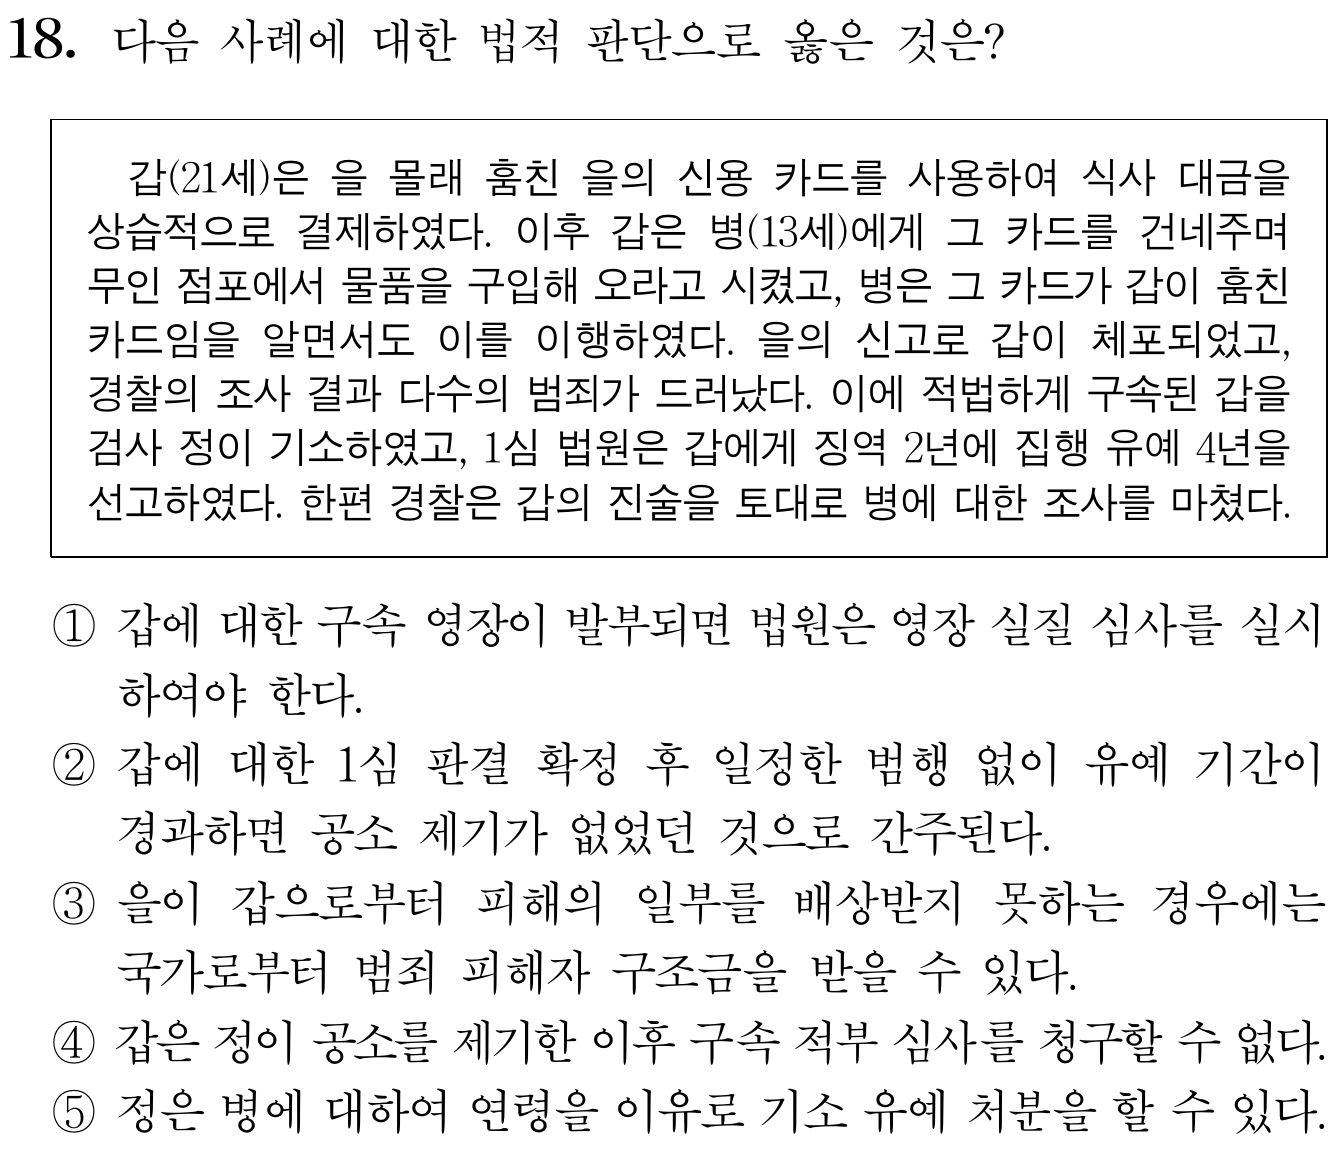 18. 다음 사례에 대한 법적 판단으로 옳은 것은?
갑(21세)은 을 몰래 훔친 을의 신용 카드를 사용하여 식사 대금을
상습적으로 결제하였다. 이후 갑은 병(13세)에게 그 카드를 건네주며
무인 점포에서 물품을 구입해 오라고 시켰고, 병은 그 카드가 갑이 훔친
카드임을 알면서도 이를 이행하였다. 을의 신고로 갑이 체포되었고,
경찰의 조사 결과 다수의 범죄가 드러났다. 이에 적법하게 구속된 갑을
검사 정이 기소하였고, 1심 법원은 갑에게 징역 2년에 집행 유예 4년을
선고하였다. 한편 경찰은 갑의 진술을 토대로 병에 대한 조사를 마쳤다.
① 갑에 대한 구속 영장이 발부되면 법원은 영장 실질 심사를 실시
하여야 한다.
② 갑에 대한 1심 판결 확정 후 일정한 범행 없이 유예 기간이
경과하면 공소 제기가 없었던 것으로 간주된다.
③ 을이 갑으로부터 피해의 일부를 배상받지 못하는 경우에는
국가로부터 범죄 피해자 구조금을 받을 수 있다.
④ 갑은 정이 공소를 제기한 이후 구속 적부 심사를 청구할 수 없다.
⑤ 정은 병에 대하여 연령을 이유로 기소 유예 처분을 할 수 있다.